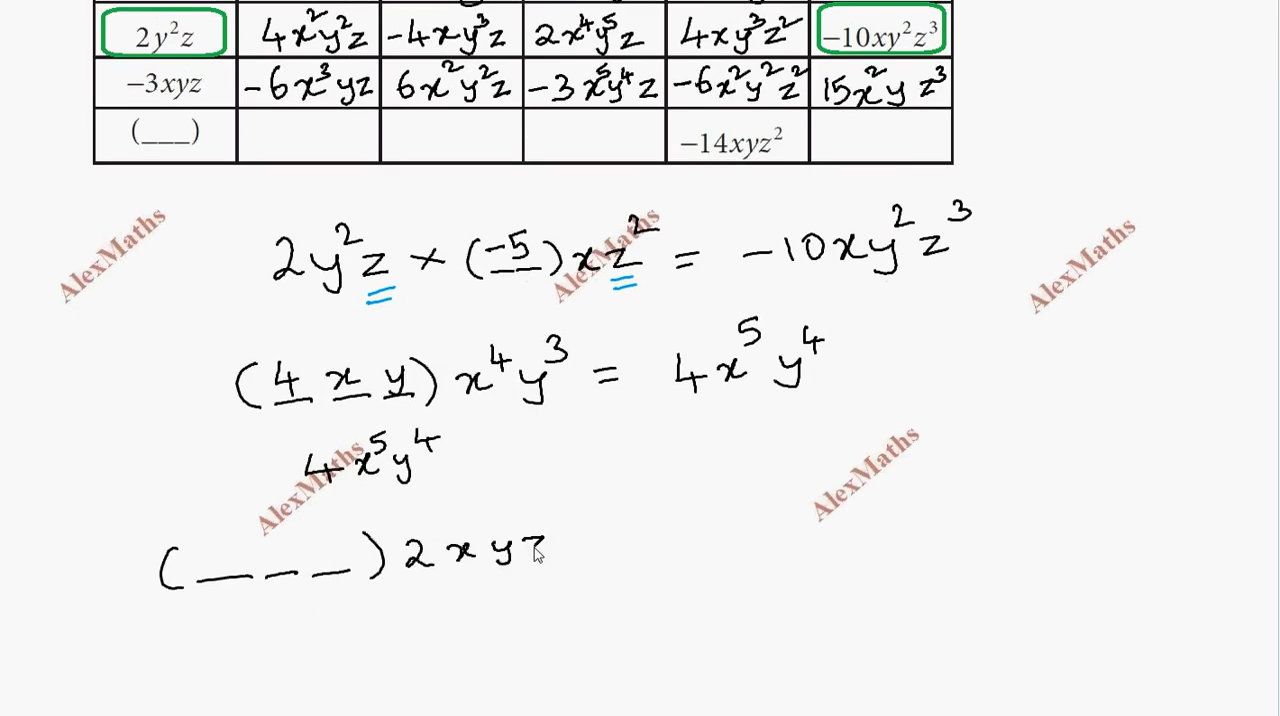 2y²z 4x²y²z -4xy³z 2x⁴y⁵z 4xy³z² −10xy²z³
−3xyz -6x³yz 6x²y²z -3x⁵y⁴z -6x²y²z² 15x²yz³
(___) −14xyz²
AlexMaths AlexMaths AlexMaths
2y²z × (-5)xz² = -10xy²z³
(4xy)x⁴y³ = 4x⁵y⁴
4x⁵y⁴
AlexMaths AlexMaths
(_ _ _)2xyz